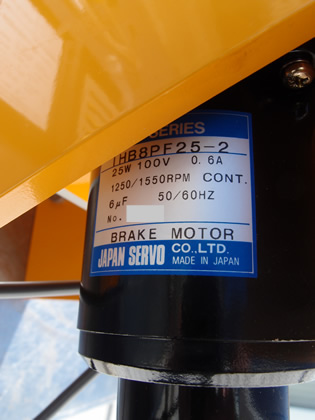 SERIES
IHB8PF25-2
25W 100V 0.6A
1250/1550RPM CONT.
6µF 50/60HZ
No.
BRAKE MOTOR
JAPAN SERVO CO.,LTD.
MADE IN JAPAN